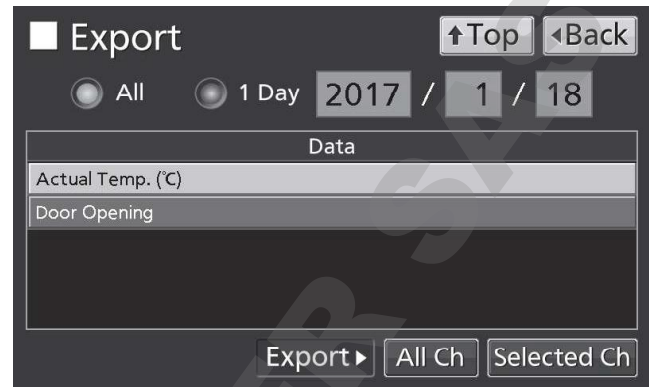 Export ↑Top ◂Back
All 1 Day 2017 / 1 / 18
Data
Actual Temp. (℃)
Door Opening
Export ▸ All Ch Selected Ch